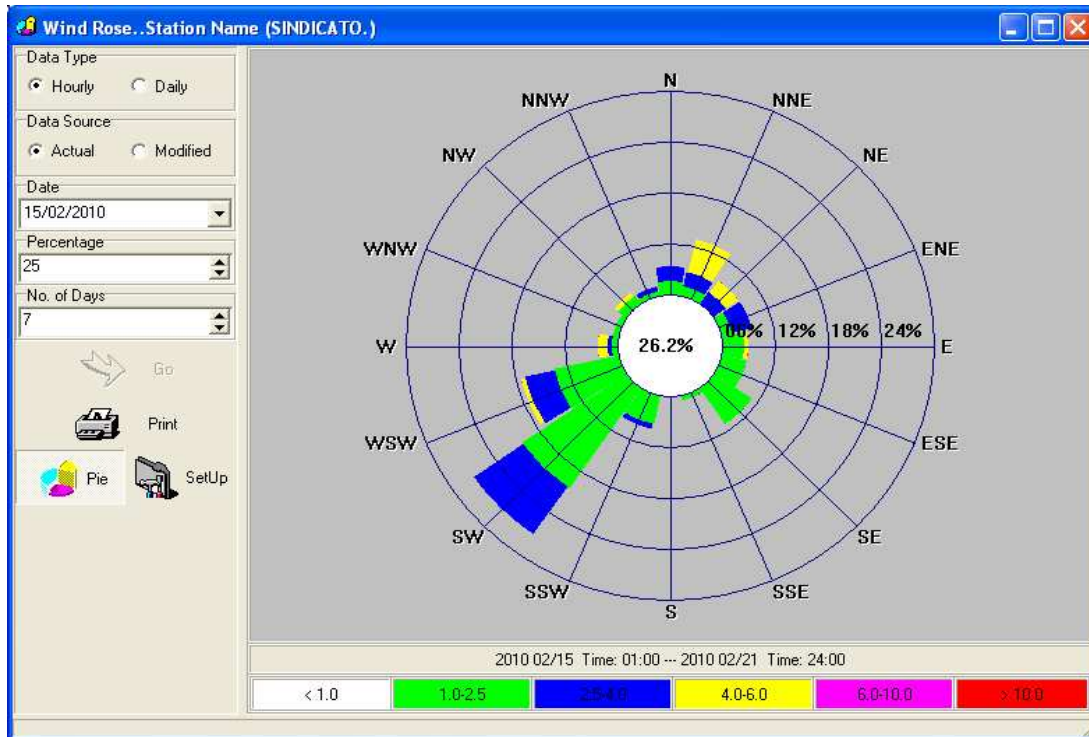 Wind Rose..Station Name (SINDICATO.)
Data Type
Hourly Daily
Data Source
Actual Modified
Date
15/02/2010
Percentage
25
No. of Days
7
Go
Print
Pie
SetUp
N
NNW NNE
NW NE
WNW ENE
W 26.2% 06% 12% 18% 24% E
WSW ESE
SW SE
SSW SSE
S
2010 02/15 Time: 01:00 --- 2010 02/21 Time: 24:00
< 1.0 1.0-2.5 2.5-4.0 4.0-6.0 6.0-10.0 > 10.0